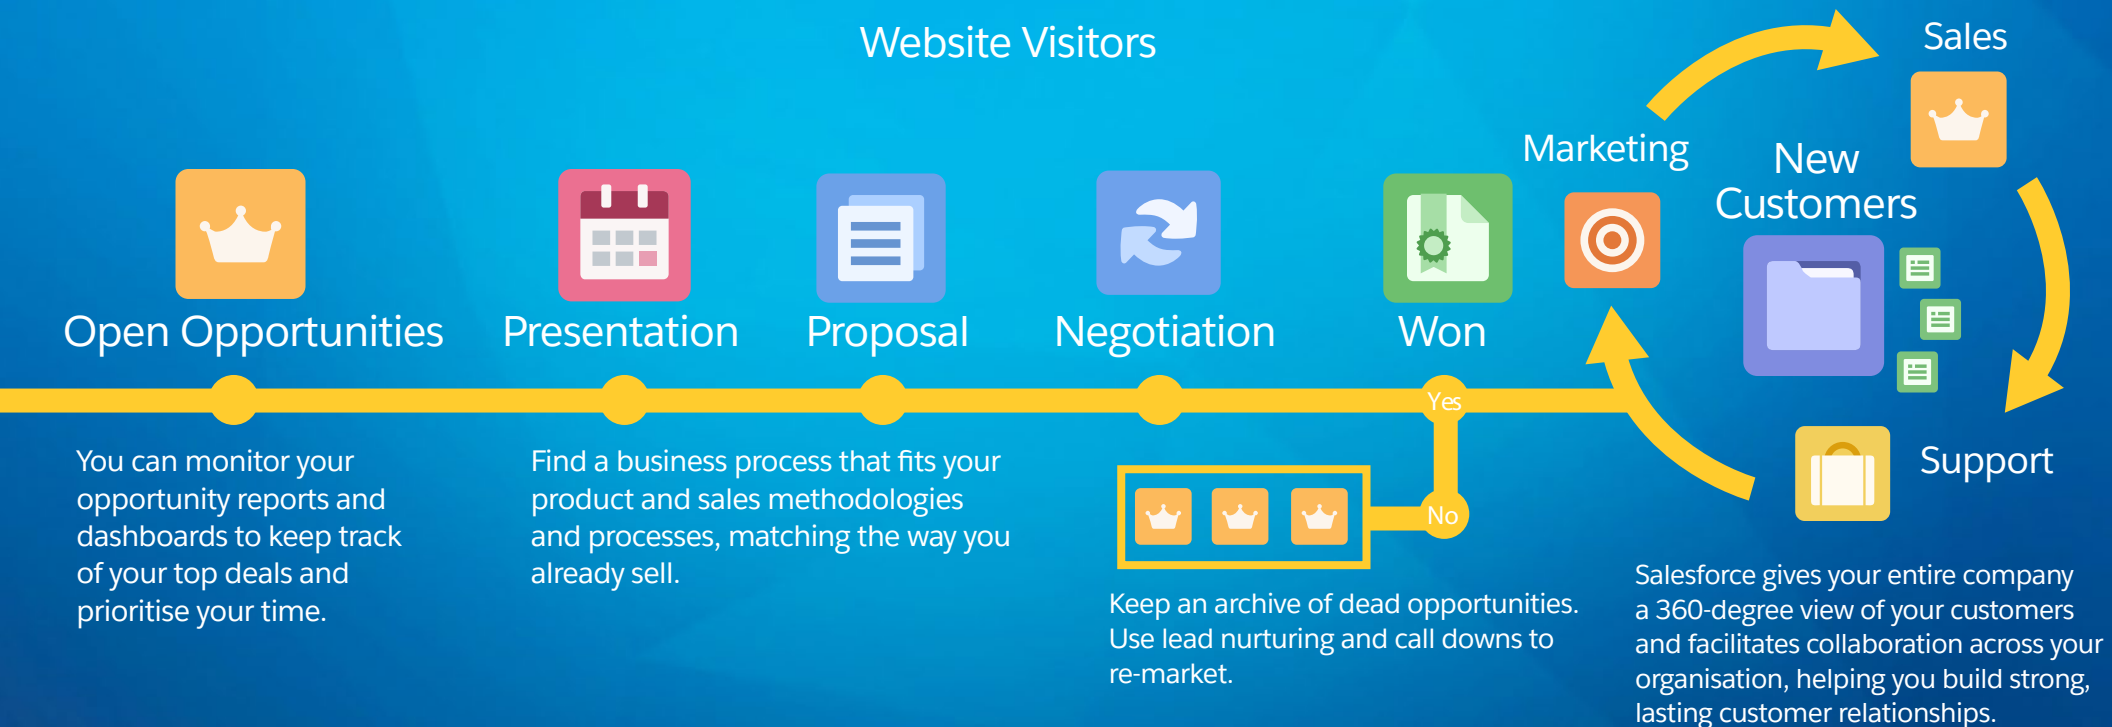 Website Visitors
Open Opportunities
Presentation
Proposal
Negotiation
Won
Marketing
Sales
New
Customers
Support
Yes
No
You can monitor your
opportunity reports and
dashboards to keep track
of your top deals and
prioritise your time.
Find a business process that fits your
product and sales methodologies
and processes, matching the way you
already sell.
Keep an archive of dead opportunities.
Use lead nurturing and call downs to
re-market.
Salesforce gives your entire company
a 360-degree view of your customers
and facilitates collaboration across your
organisation, helping you build strong,
lasting customer relationships.